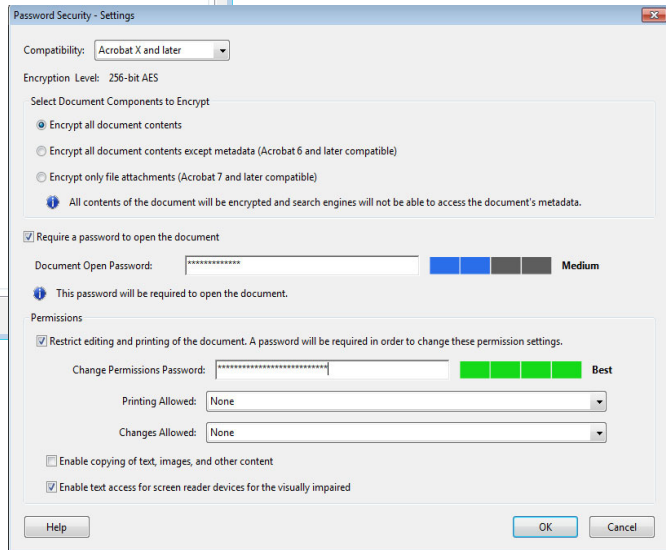 Password Security - Settings
Compatibility: Acrobat X and later
Encryption Level: 256-bit AES
Select Document Components to Encrypt
Encrypt all document contents
Encrypt all document contents except metadata (Acrobat 6 and later compatible)
Encrypt only file attachments (Acrobat 7 and later compatible)
All contents of the document will be encrypted and search engines will not be able to access the document's metadata.
Require a password to open the document
Document Open Password: ************* Medium
This password will be required to open the document.
Permissions
Restrict editing and printing of the document. A password will be required in order to change these permission settings.
Change Permissions Password: *************************** Best
Printing Allowed: None
Changes Allowed: None
Enable copying of text, images, and other content
Enable text access for screen reader devices for the visually impaired
Help OK Cancel